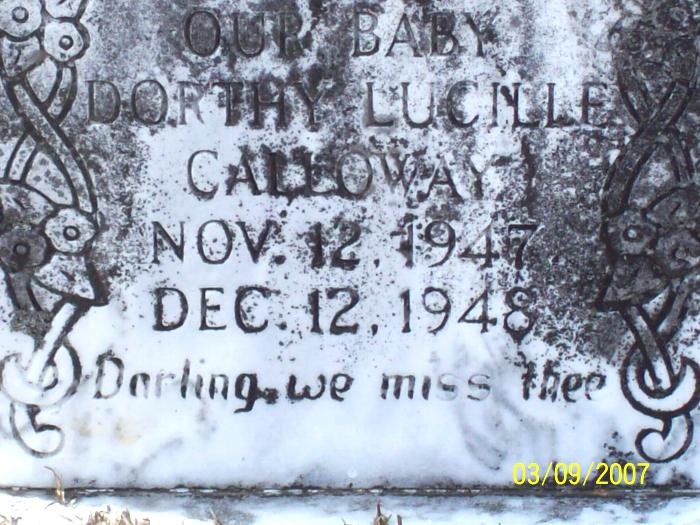 OUR BABY
DORTHY LUCILLE
CALLOWAY
NOV. 12, 1947
DEC. 12, 1948
Darling, we miss thee
03/09/2007